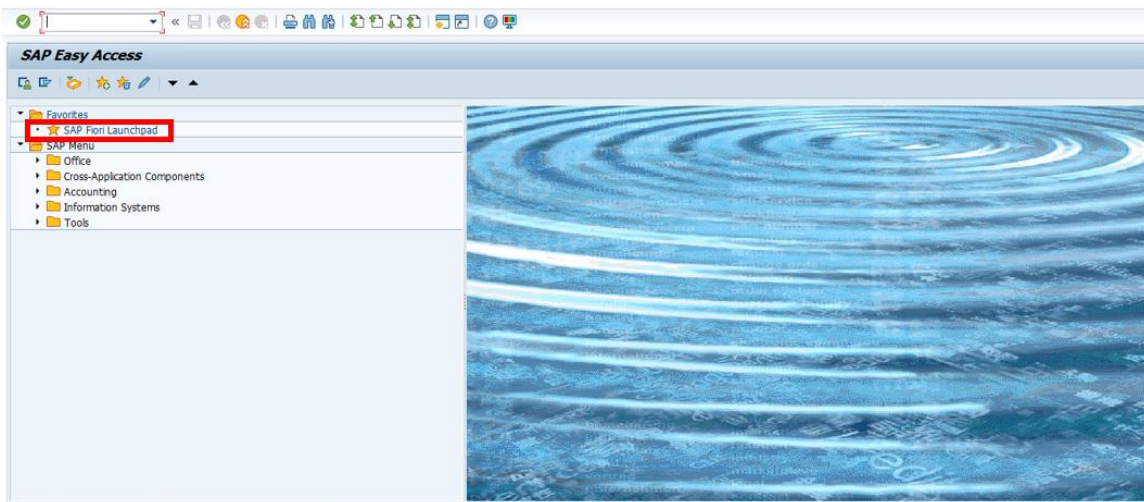 SAP Easy Access
Favorites
SAP Fiori Launchpad
SAP Menu
Office
Cross-Application Components
Accounting
Information Systems
Tools